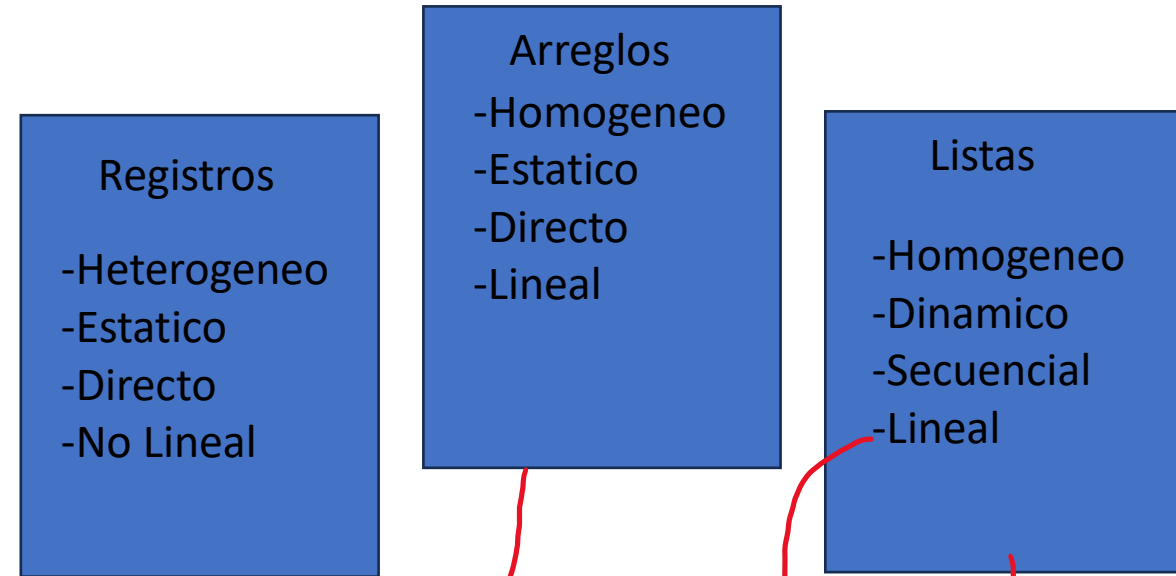 Registros
-Heterogeneo
-Estatico
-Directo
-No Lineal
Arreglos
-Homogeneo
-Estatico
-Directo
-Lineal
Listas
-Homogeneo
-Dinamico
-Secuencial
-Lineal